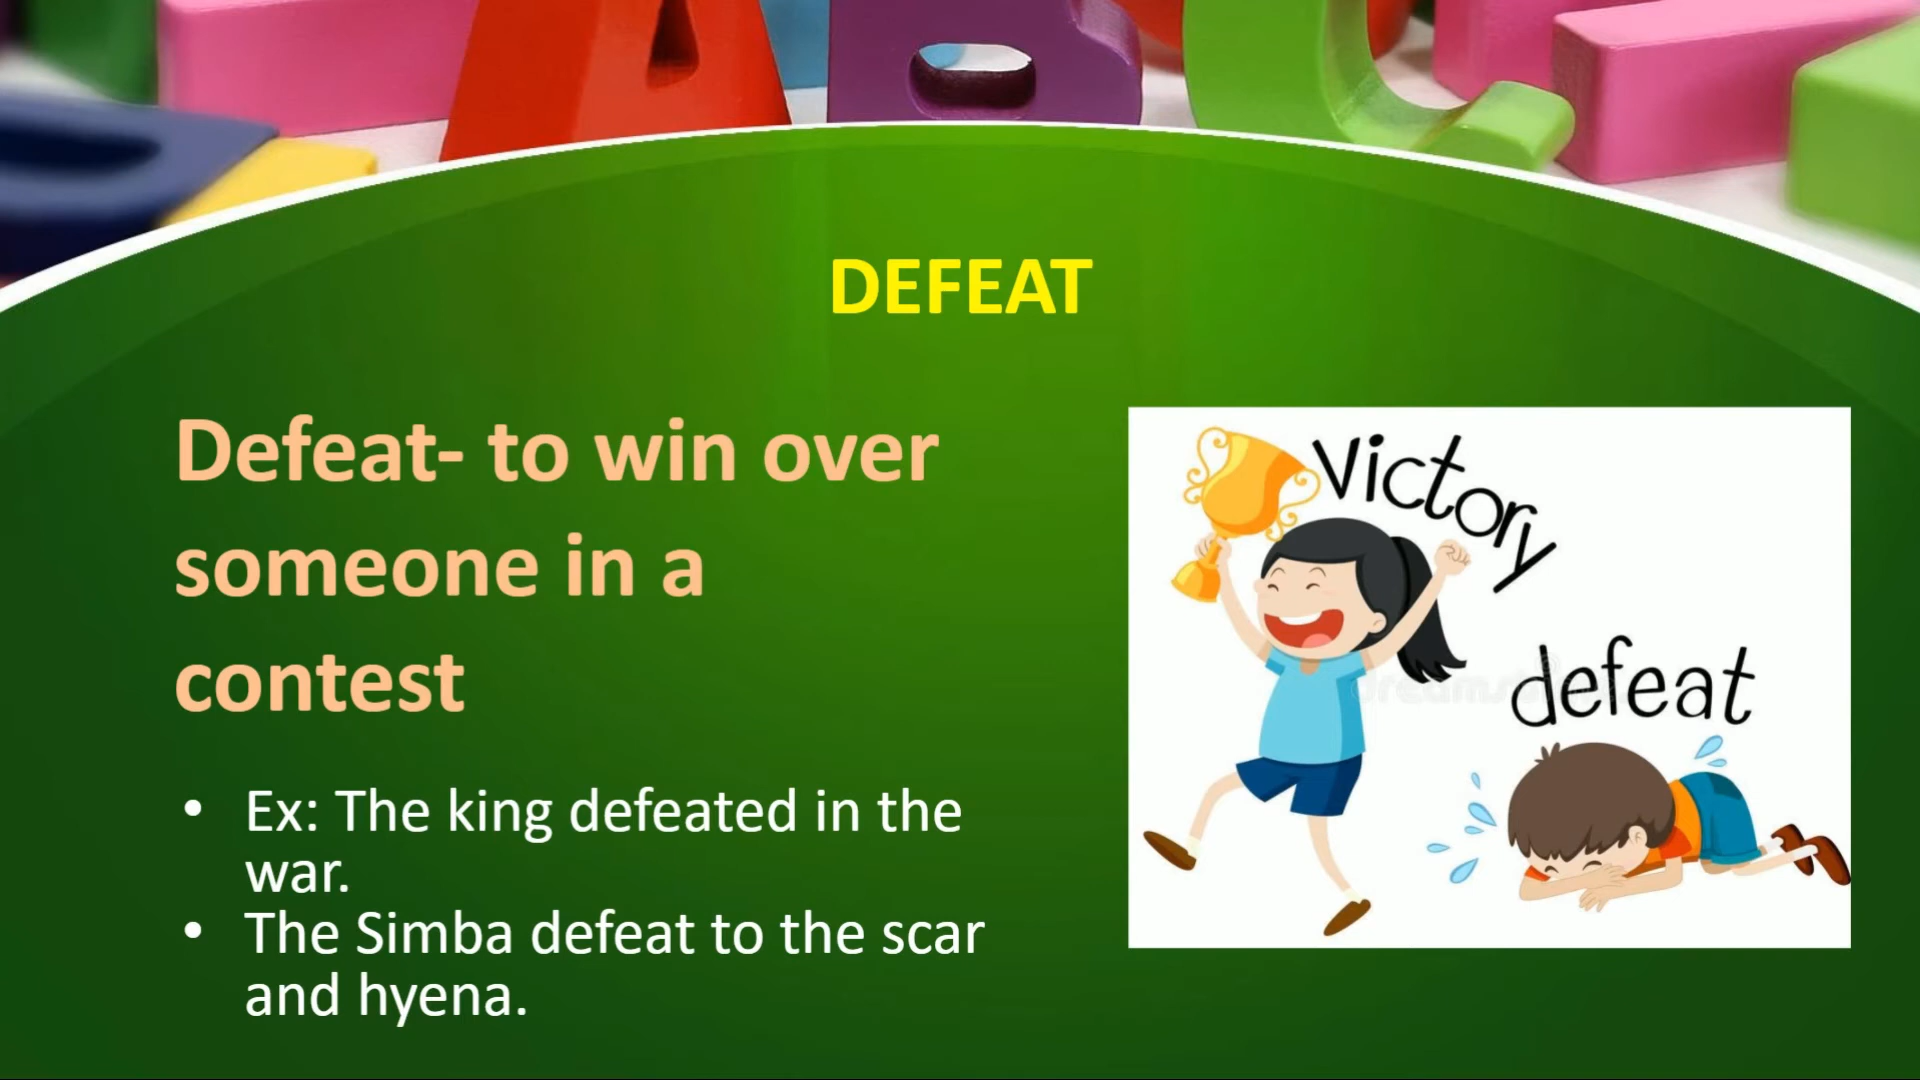 DEFEAT
Defeat- to win over
someone in a
contest
• Ex: The king defeated in the
war.
• The Simba defeat to the scar
and hyena.
Victory
defeat